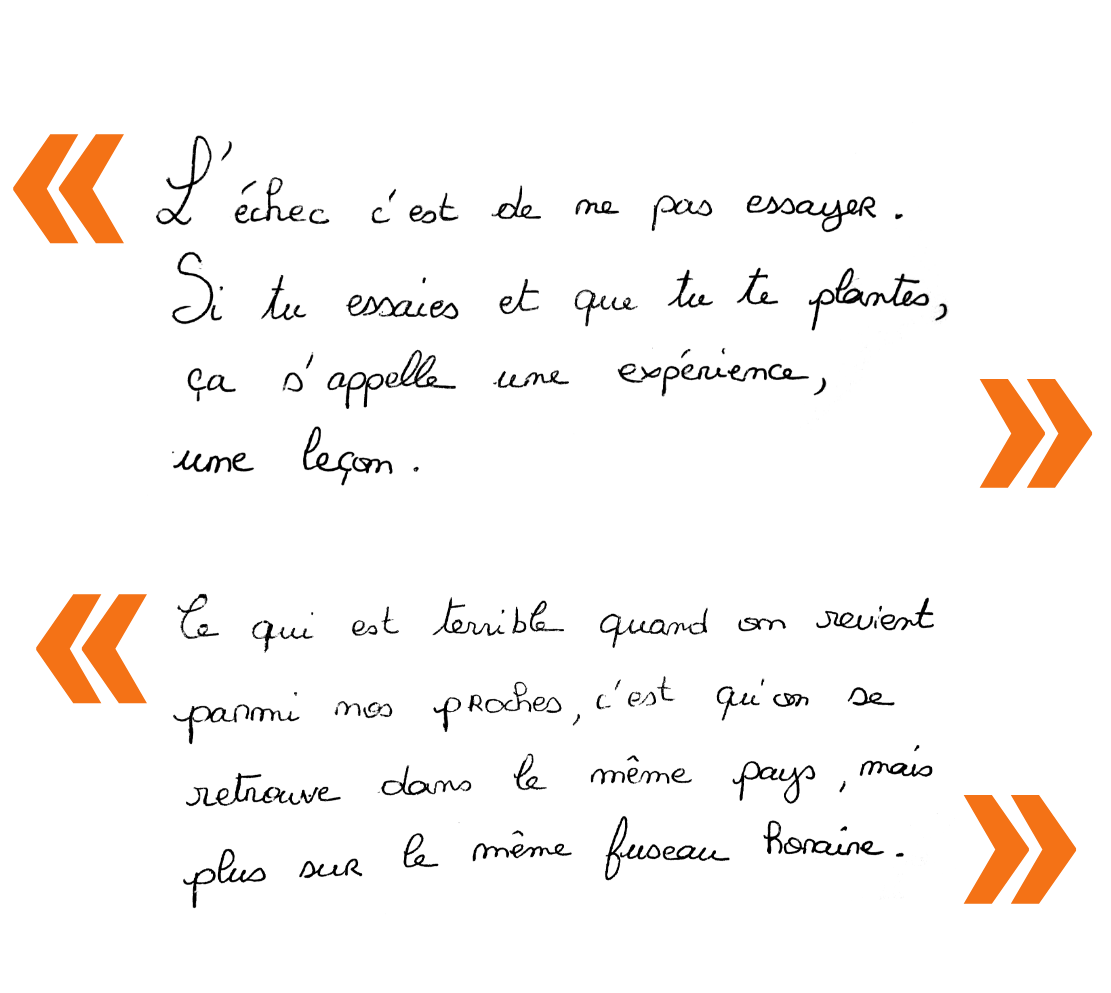 « L'échec c'est de ne pas essayer.
Si tu essaies et que tu te plantes,
ça s'appelle une expérience,
une leçon. »
« Ce qui est terrible quand on revient
parmi nos proches, c'est qu'on se
retrouve dans le même pays, mais
plus sur le même fuseau horaire. »